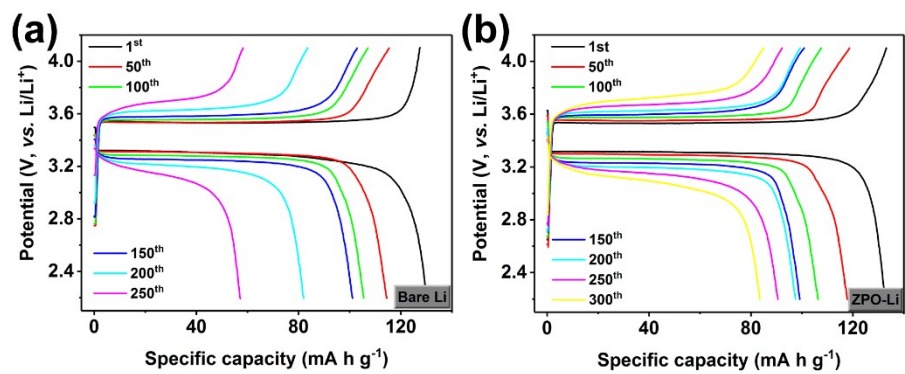 (a)
4.0
3.6
3.2
2.8
2.4
Potential (V, vs. Li/Li⁺)
1ˢᵗ
50ᵗʰ
100ᵗʰ
150ᵗʰ
200ᵗʰ
250ᵗʰ
Bare Li
0 40 80 120
Specific capacity (mA h g⁻¹)
(b)
4.0
3.6
3.2
2.8
2.4
Potential (V, vs. Li/Li⁺)
1st
50ᵗʰ
100ᵗʰ
150ᵗʰ
200ᵗʰ
250ᵗʰ
300ᵗʰ
ZPO-Li
0 40 80 120
Specific capacity (mA h g⁻¹)